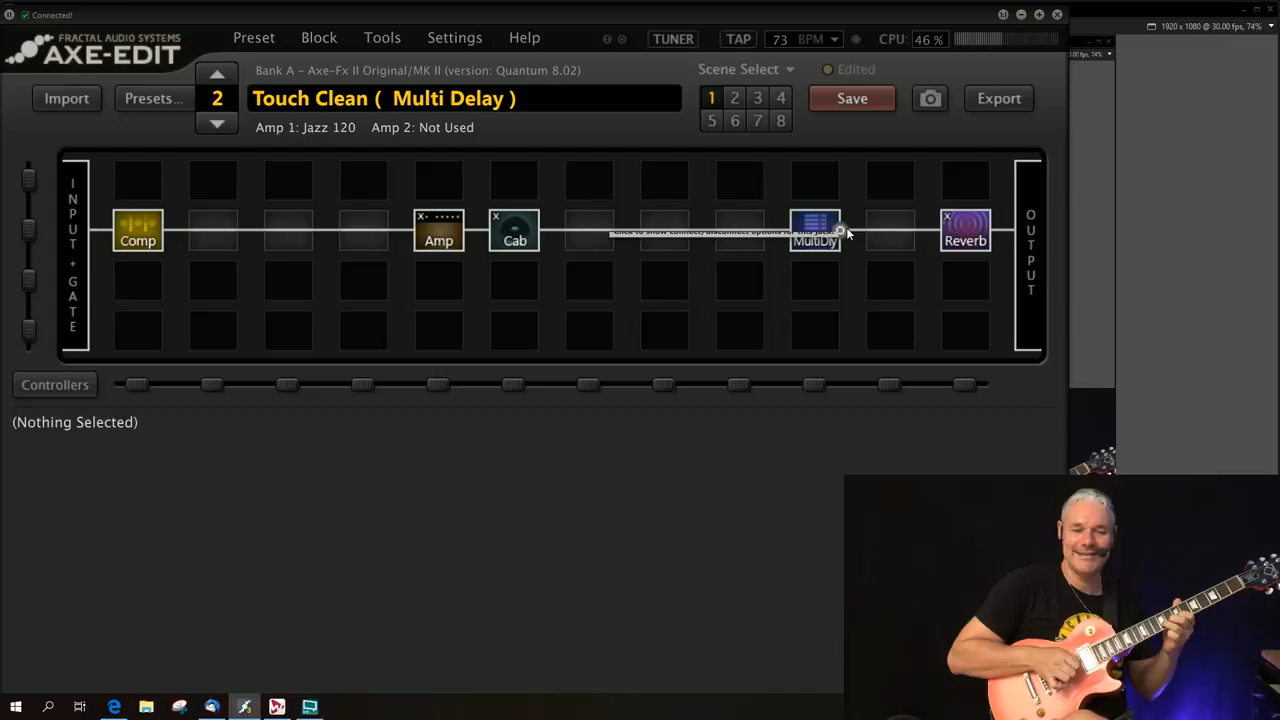 Connected!
1920 x 1080 @ 30.00 fps, 74%
FRACTAL AUDIO SYSTEMS
AXE-EDIT
Preset Block Tools Settings Help
TUNER TAP 73 BPM CPU: 46 %
Import Presets... 2
Bank A - Axe-Fx II Original/MK II (version: Quantum 8.02)
Touch Clean ( Multi Delay )
Amp 1: Jazz 120 Amp 2: Not Used
Scene Select Edited
1 2 3 4
5 6 7 8
Save Export
INPUT + GATE
Comp
X Amp
X Cab
MultiDly
X Reverb
OUTPUT
Controllers
(Nothing Selected)